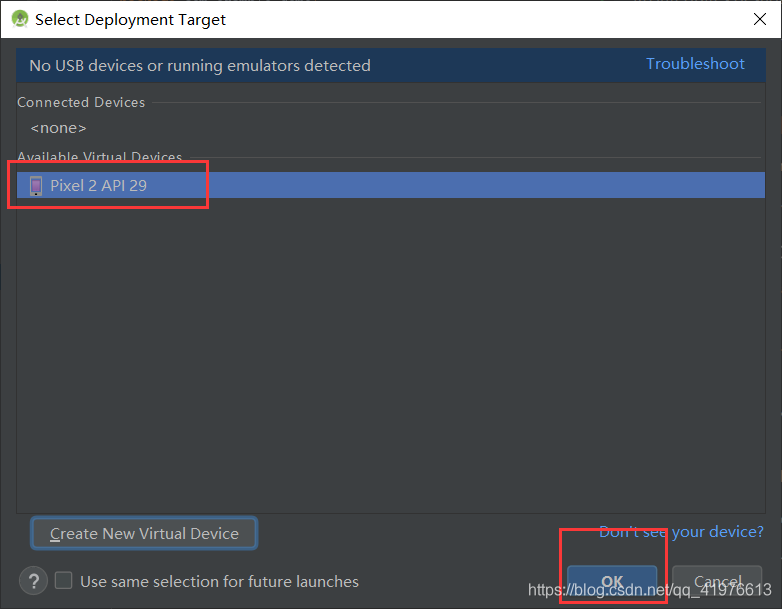 Select Deployment Target
No USB devices or running emulators detected Troubleshoot
Connected Devices
<none>
Available Virtual Devices
Pixel 2 API 29
Create New Virtual Device Don't see your device?
? Use same selection for future launches OK Cancel
https://blog.csdn.net/qq_41976613